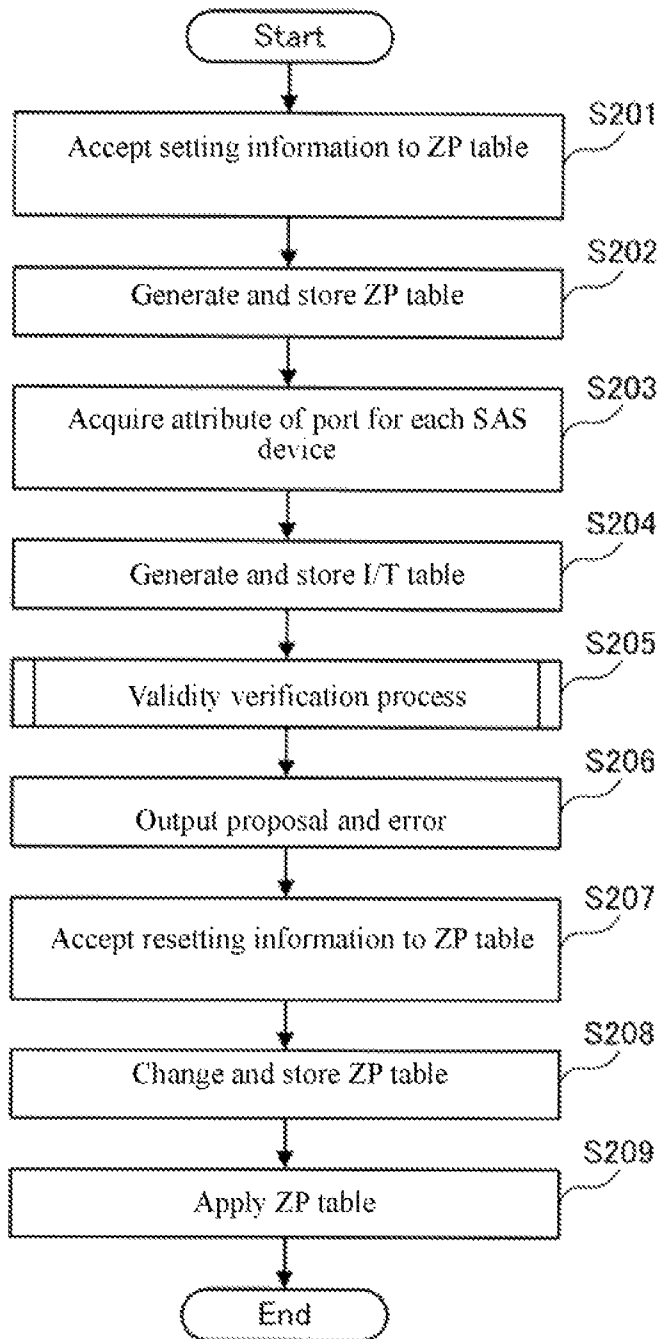 Start
S201
Accept setting information to ZP table
S202
Generate and store ZP table
S203
Acquire attribute of port for each SAS
device
S204
Generate and store I/T table
S205
Validity verification process
S206
Output proposal and error
S207
Accept resetting information to ZP table
S208
Change and store ZP table
S209
Apply ZP table
End